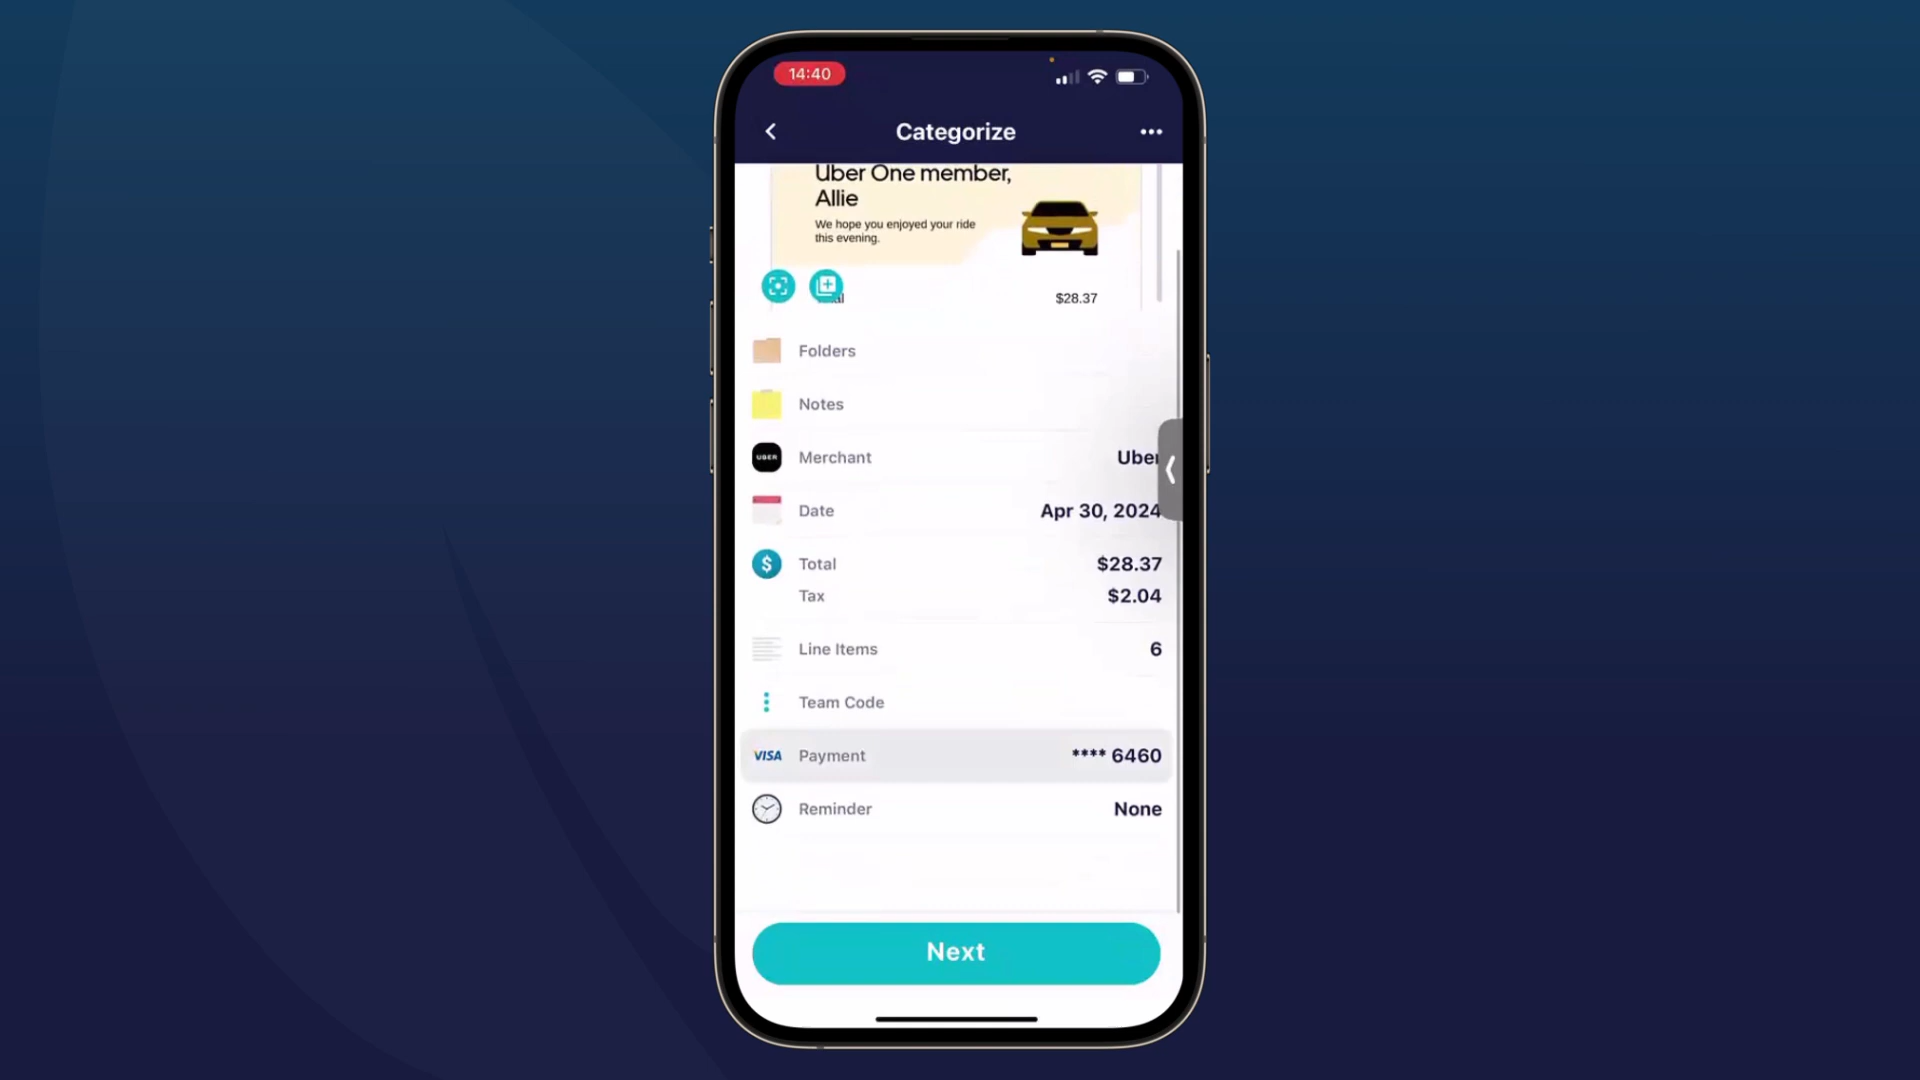 14:40
Categorize
Uber One member,
Allie
We hope you enjoyed your ride
this evening.
$28.37
Folders
Notes
UBER Merchant Uber
Date Apr 30, 2024
$ Total $28.37
Tax $2.04
Line Items 6
Team Code
VISA Payment **** 6460
Reminder None
Next